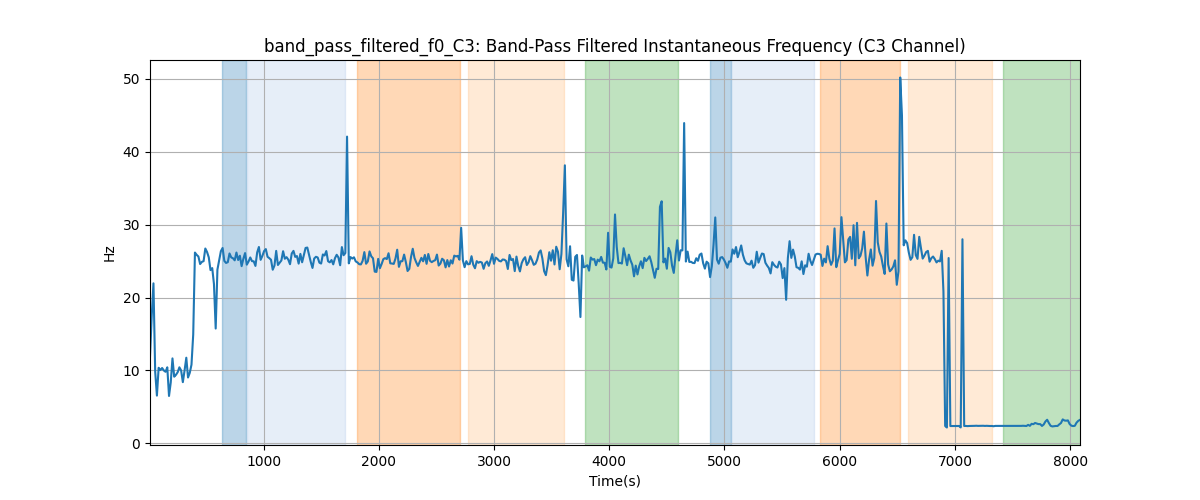 band_pass_filtered_f0_C3: Band-Pass Filtered Instantaneous Frequency (C3 Channel)
50
40
30
20
10
0
Hz
1000 2000 3000 4000 5000 6000 7000 8000
Time(s)